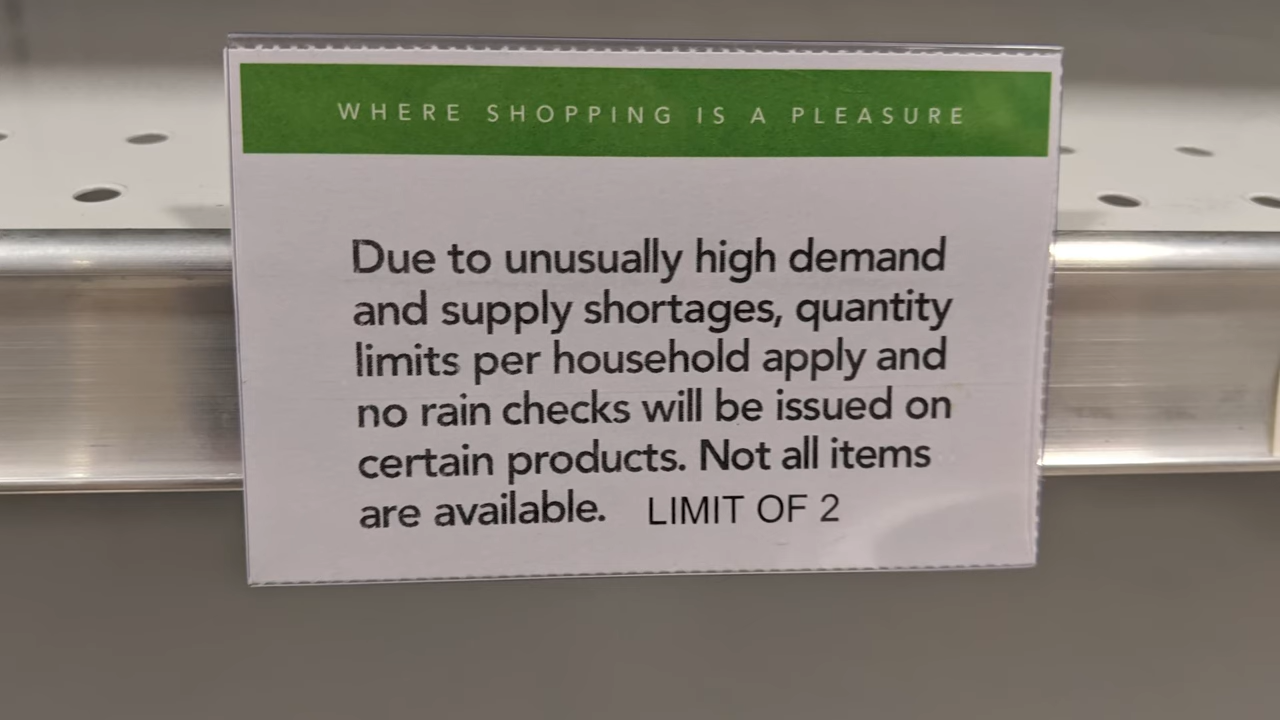 WHERE SHOPPING IS A PLEASURE
Due to unusually high demand
and supply shortages, quantity
limits per household apply and
no rain checks will be issued on
certain products. Not all items
are available. LIMIT OF 2